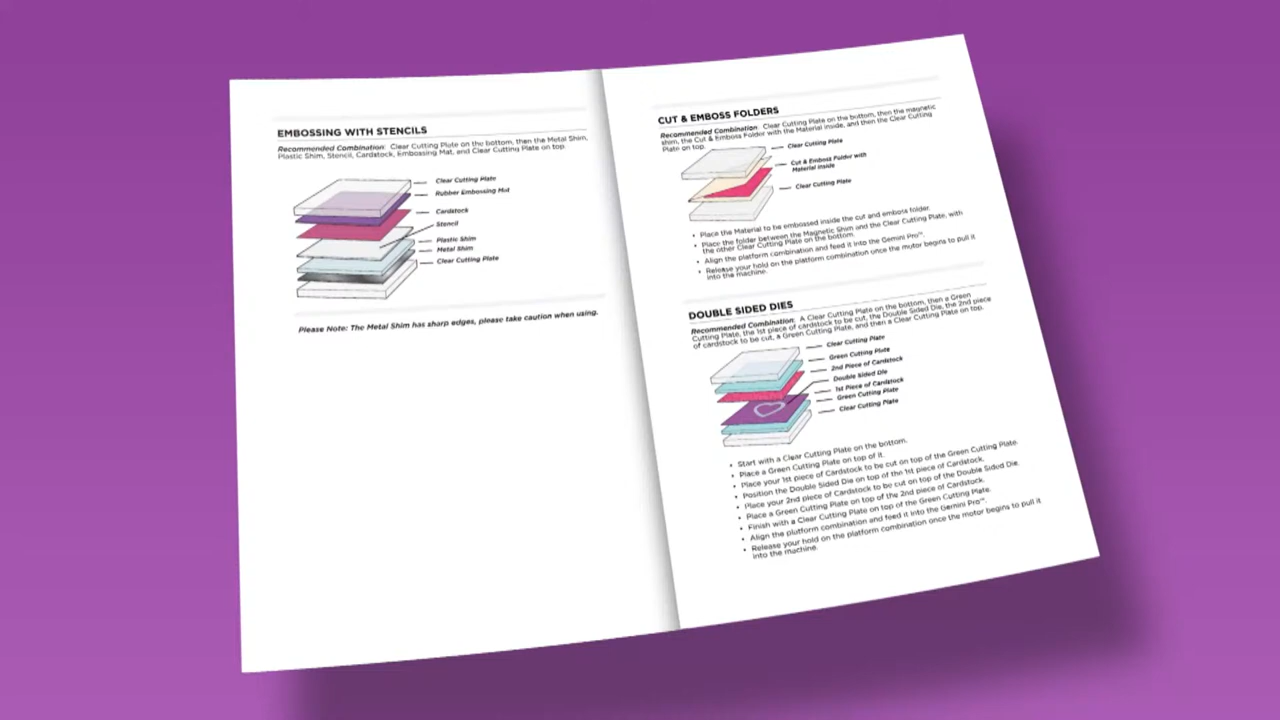 EMBOSSING WITH STENCILS
Recommended Combination: Clear Cutting Plate on the bottom, then the Metal Shim,
Plastic Shim, Stencil, Cardstock, Embossing Mat, and Clear Cutting Plate on top.
Clear Cutting Plate
Rubber Embossing Mat
Cardstock
Stencil
Plastic Shim
Metal Shim
Clear Cutting Plate
Please Note: The Metal Shim has sharp edges, please take caution when using.
CUT & EMBOSS FOLDERS
Recommended Combination: Clear Cutting Plate on the bottom, then the magnetic
shim, the Cut & Emboss Folder with the Material inside, and then the Clear Cutting
Plate on top.
Clear Cutting Plate
Cut & Emboss Folder with
Material inside
Clear Cutting Plate
• Place the Material to be embossed inside the cut and emboss folder.
• Place the folder between the Magnetic Shim and the Clear Cutting Plate, with
the other Clear Cutting Plate on the bottom.
• Align the platform combination and feed it into the Gemini Pro™.
• Release your hold on the platform combination once the motor begins to pull it
into the machine.
DOUBLE SIDED DIES
Recommended Combination: A Clear Cutting Plate on the bottom, then a Green
Cutting Plate, the 1st piece of cardstock to be cut, the Double Sided Die, the 2nd piece
of cardstock to be cut, a Green Cutting Plate, and then a Clear Cutting Plate on top.
Clear Cutting Plate
Green Cutting Plate
2nd Piece of Cardstock
Double Sided Die
1st Piece of Cardstock
Green Cutting Plate
Clear Cutting Plate
• Start with a Clear Cutting Plate on the bottom.
• Place a Green Cutting Plate on top of it.
• Place your 1st piece of Cardstock to be cut on top of the Green Cutting Plate.
• Position the Double Sided Die on top of the 1st piece of Cardstock.
• Place your 2nd piece of Cardstock to be cut on top of the Double Sided Die.
• Place a Green Cutting Plate on top of the 2nd piece of Cardstock.
• Finish with a Clear Cutting Plate on top of the Green Cutting Plate.
• Align the platform combination and feed it into the Gemini Pro™.
• Release your hold on the platform combination once the motor begins to pull it
into the machine.